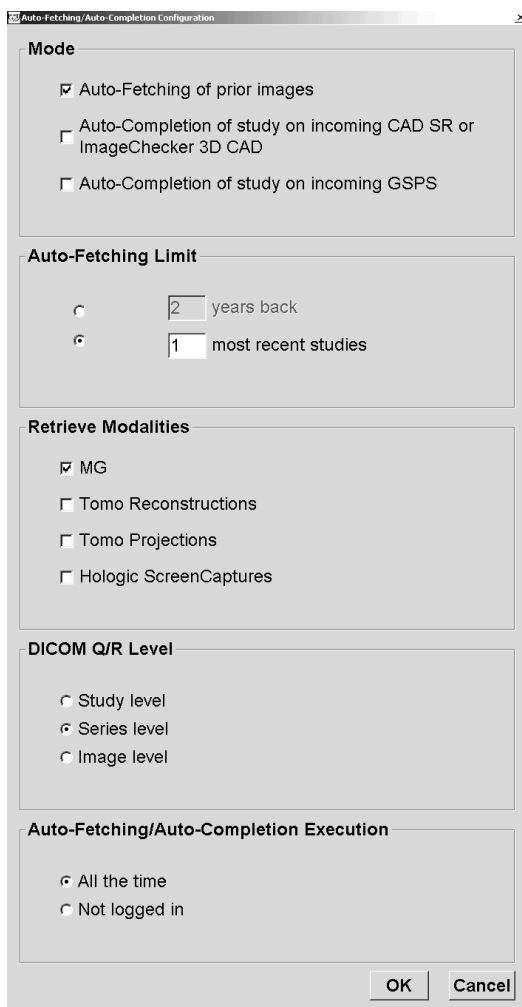 Auto-Fetching/Auto-Completion Configuration
Mode
Auto-Fetching of prior images
Auto-Completion of study on incoming CAD SR or
ImageChecker 3D CAD
Auto-Completion of study on incoming GSPS
Auto-Fetching Limit
2 years back
1 most recent studies
Retrieve Modalities
MG
Tomo Reconstructions
Tomo Projections
Hologic ScreenCaptures
DICOM Q/R Level
Study level
Series level
Image level
Auto-Fetching/Auto-Completion Execution
All the time
Not logged in
OK Cancel